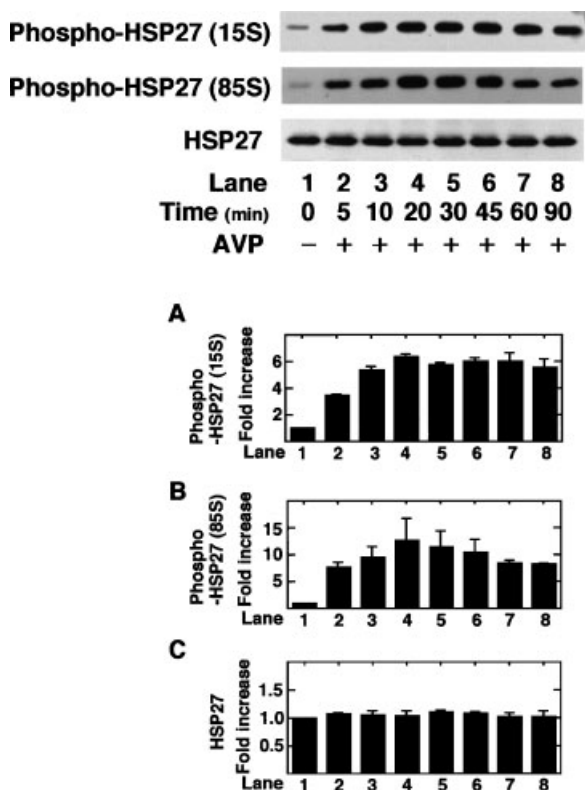 Phospho-HSP27 (15S)
Phospho-HSP27 (85S)
HSP27
Lane 1 2 3 4 5 6 7 8
Time (min) 0 5 10 20 30 45 60 90
AVP – + + + + + + +
A
Phospho
-HSP27 (15S)
Fold increase
6
4
2
Lane 1 2 3 4 5 6 7 8
B
Phospho
-HSP27 (85S)
Fold increase
15
10
5
Lane 1 2 3 4 5 6 7 8
C
HSP27
Fold increase
1.5
1.0
0.5
Lane 1 2 3 4 5 6 7 8